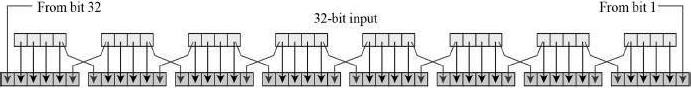 From bit 32
32-bit input
From bit 1